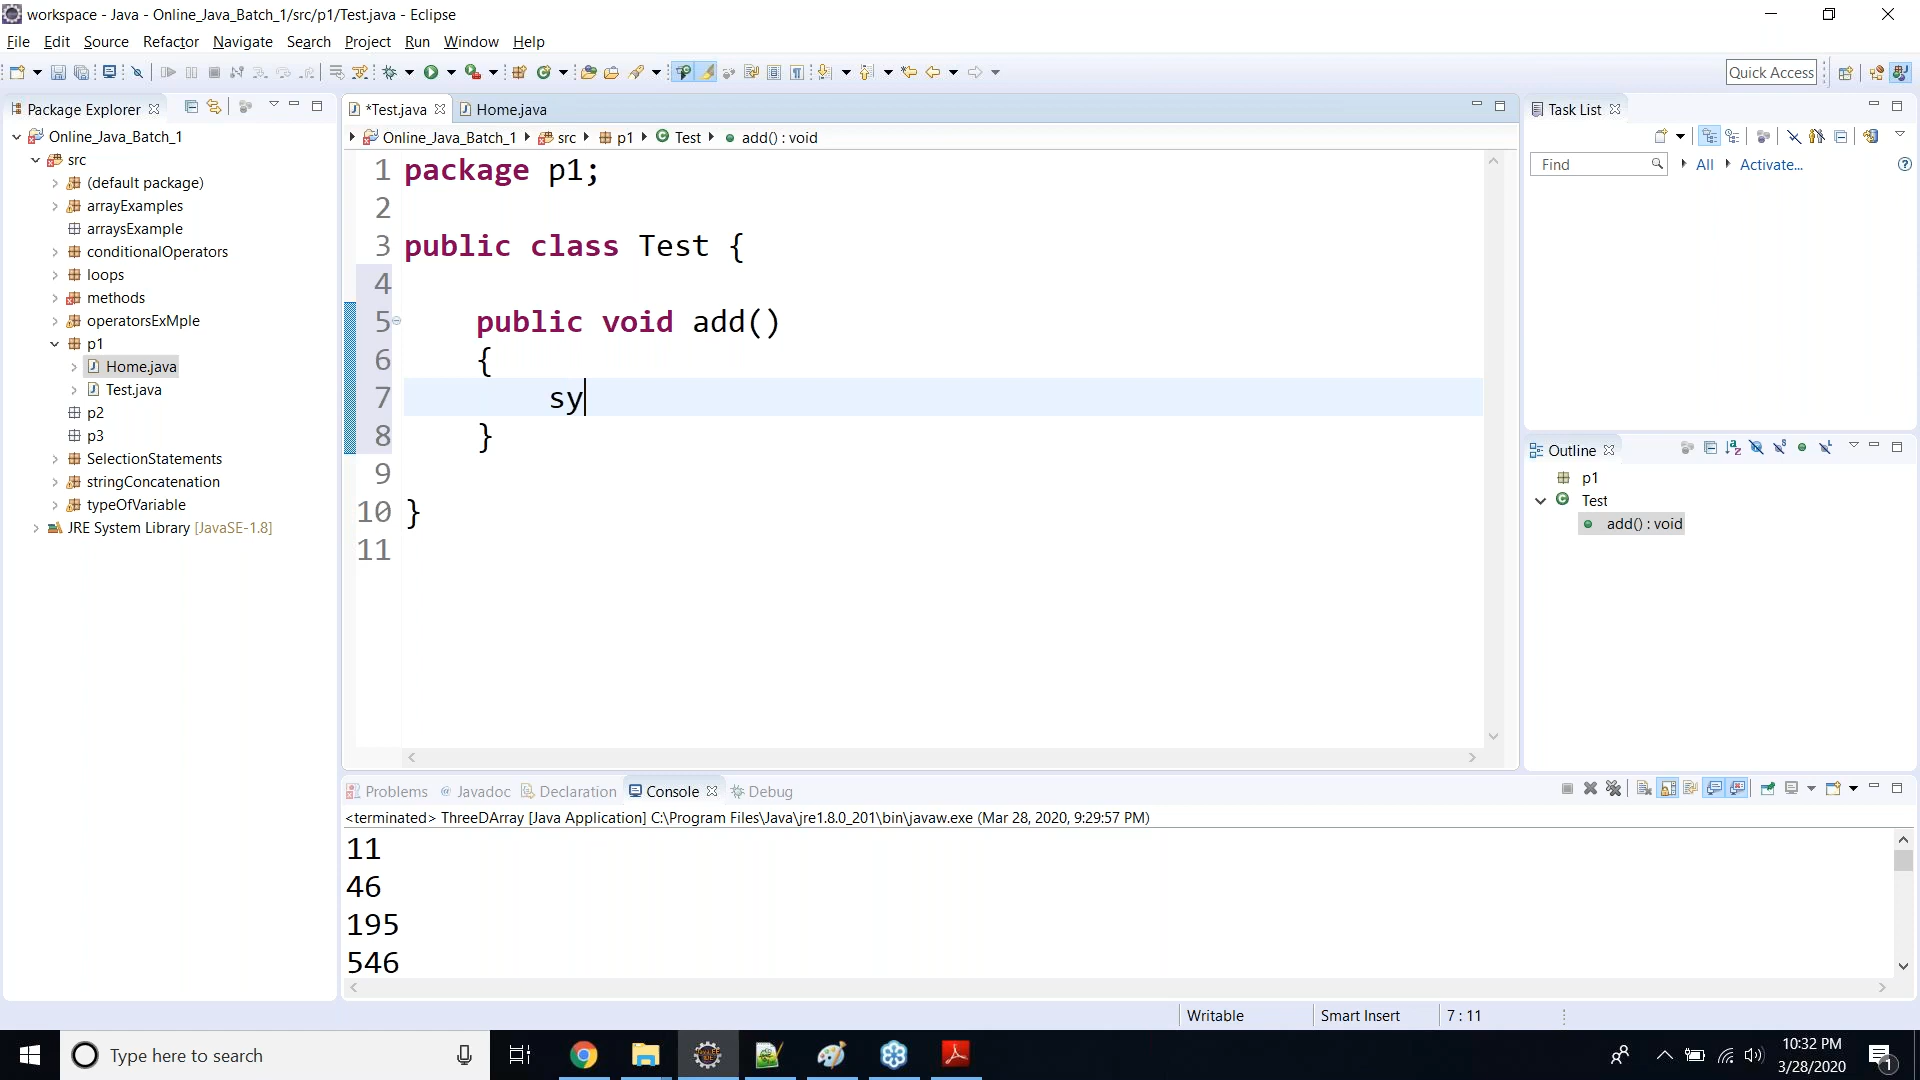 workspace - Java - Online_Java_Batch_1/src/p1/Test.java - Eclipse
File Edit Source Refactor Navigate Search Project Run Window Help
Quick Access
Package Explorer
Online_Java_Batch_1
src
(default package)
arrayExamples
arraysExample
conditionalOperators
loops
methods
operatorsExMple
p1
Home.java
Test.java
p2
p3
SelectionStatements
stringConcatenation
typeOfVariable
JRE System Library [JavaSE-1.8]
*Test.java Home.java
Online_Java_Batch_1 src p1 Test add() : void
1 package p1;
2
3 public class Test {
4
5 public void add()
6 {
7 sy
8 }
9
10 }
11
Task List
Find All Activate...
Outline
p1
Test
add() : void
Problems Javadoc Declaration Console Debug
<terminated> ThreeDArray [Java Application] C:\Program Files\Java\jre1.8.0_201\bin\javaw.exe (Mar 28, 2020, 9:29:57 PM)
11
46
195
546
Writable Smart Insert 7 : 11
Type here to search
10:32 PM
3/28/2020
1